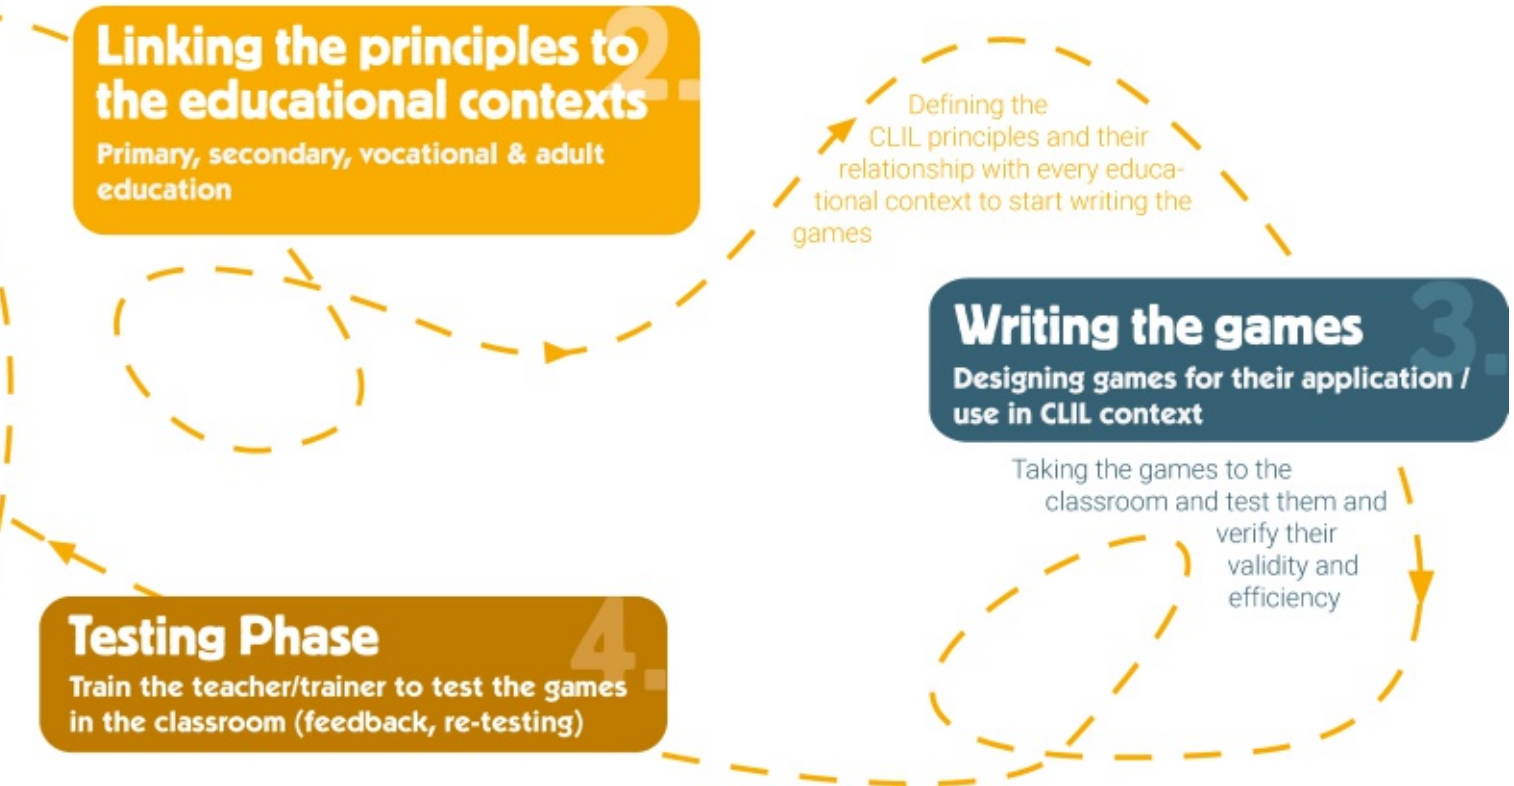 2.
Linking the principles to
the educational contexts
Primary, secondary, vocational & adult
education
Defining the
CLIL principles and their
relationship with every educa-
tional context to start writing the
games
3.
Writing the games
Designing games for their application /
use in CLIL context
Taking the games to the
classroom and test them and
verify their
validity and
efficiency
4.
Testing Phase
Train the teacher/trainer to test the games
in the classroom (feedback, re-testing)